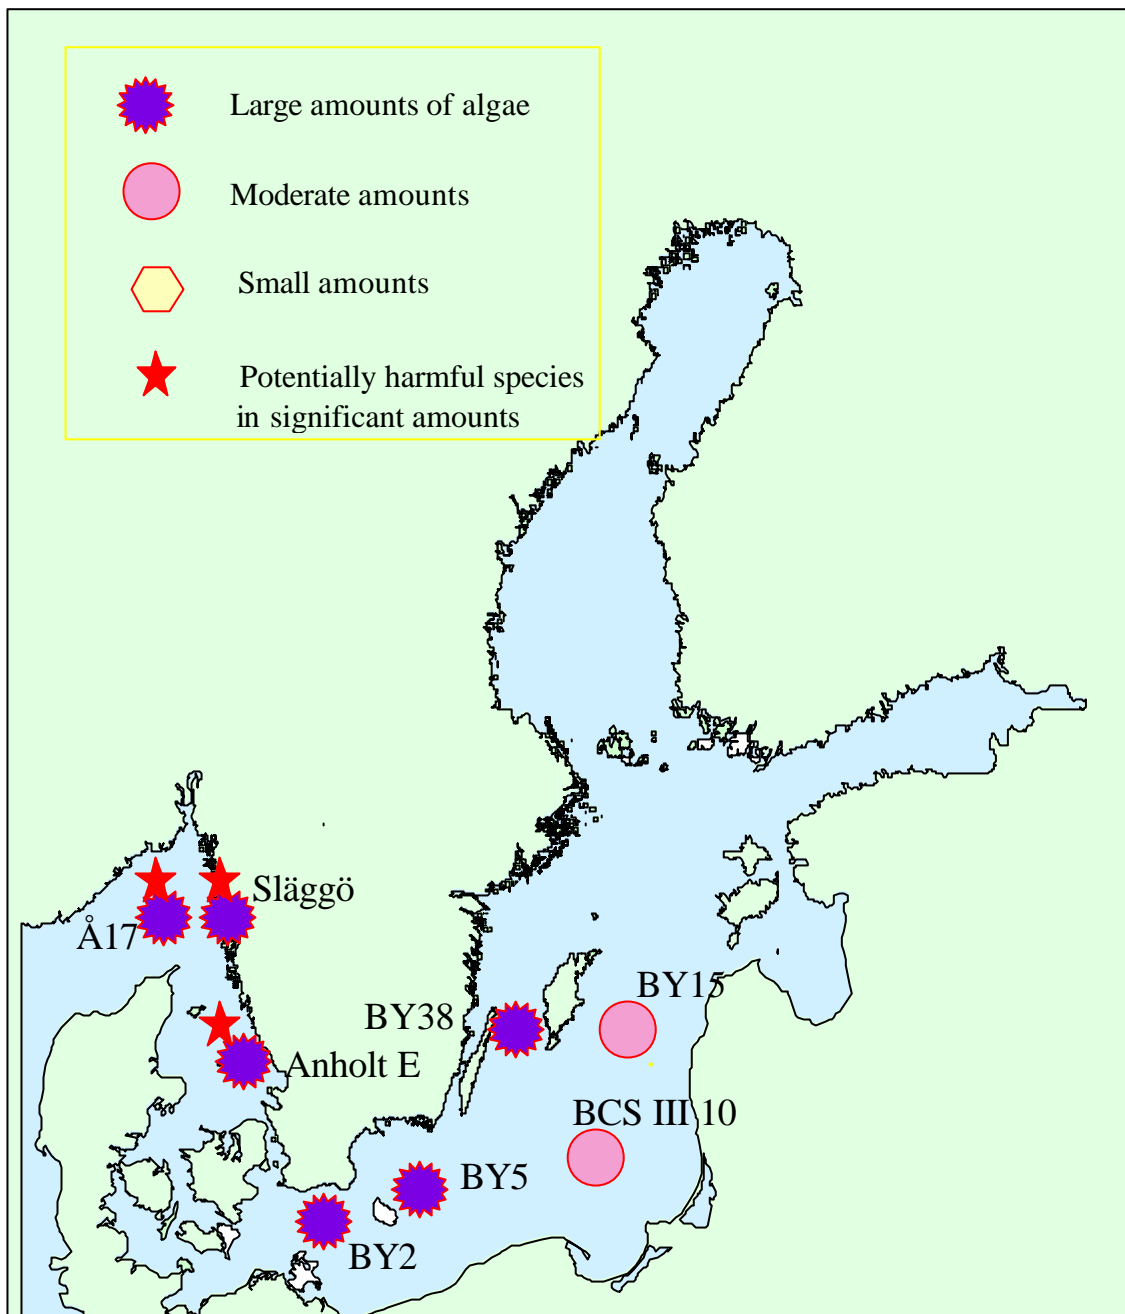 Large amounts of algae
Moderate amounts
Small amounts
Potentially harmful species
in significant amounts
Släggö
Å17
BY15
BY38
Anholt E
BCS III 10
BY5
BY2